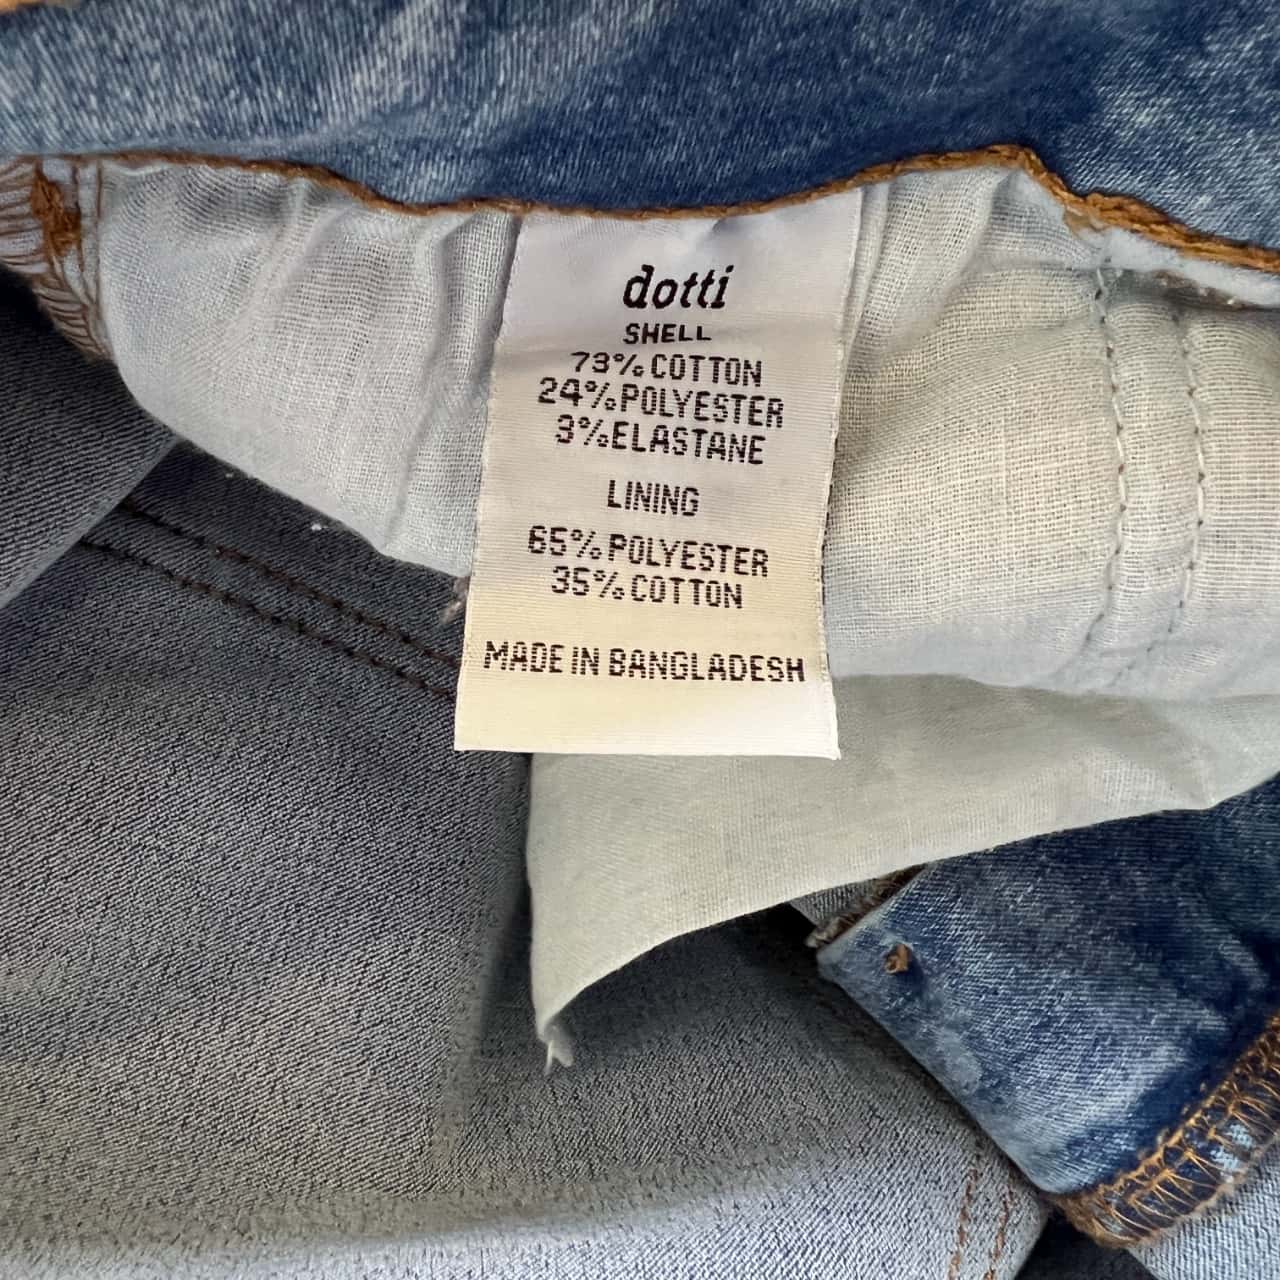 dotti
SHELL
73% COTTON
24% POLYESTER
3% ELASTANE
LINING
65% POLYESTER
35% COTTON
MADE IN BANGLADESH